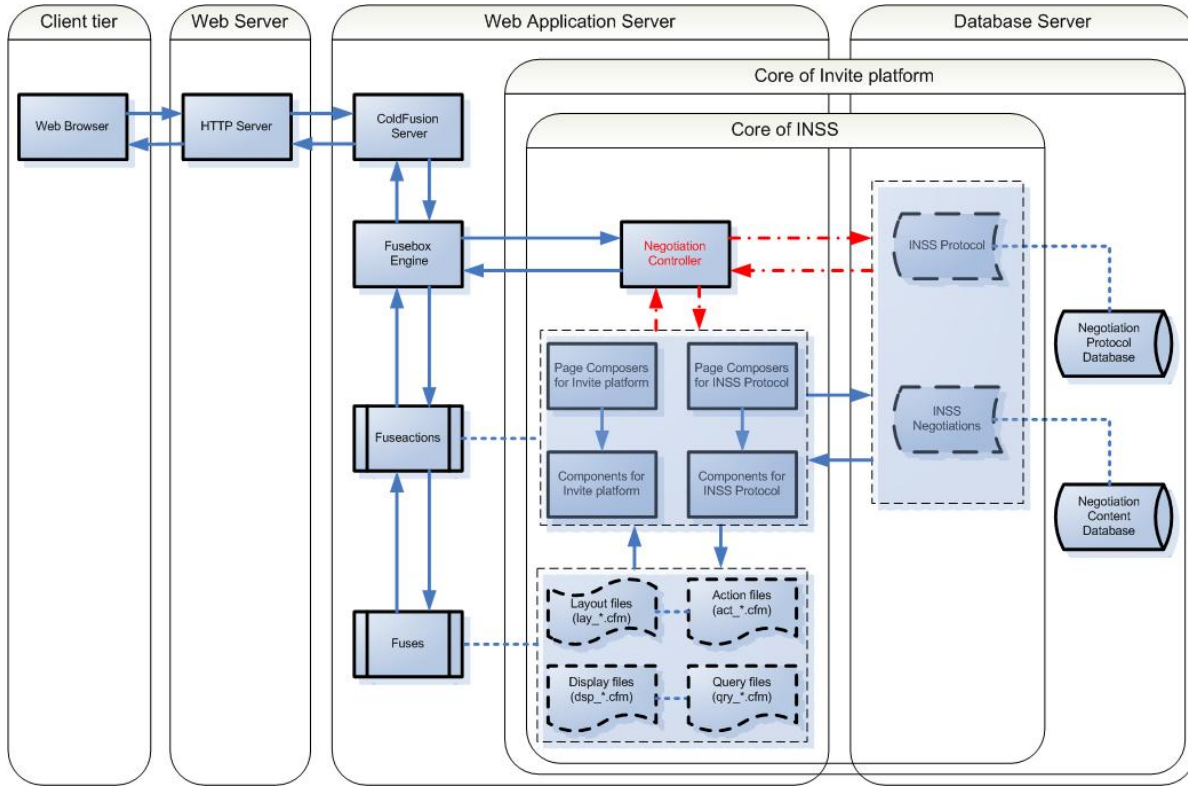 Client tier
Web Server
Web Application Server
Database Server
Core of Invite platform
Core of INSS
Web Browser
HTTP Server
ColdFusion
Server
Fusebox
Engine
Negotiation
Controller
INSS Protocol
Negotiation
Protocol
Database
Page Composers
for Invite platform
Page Composers
for INSS Protocol
INSS
Negotiations
Fuseactions
Components for
Invite platform
Components for
INSS Protocol
Negotiation
Content
Database
Layout files
(lay_*.cfm)
Action files
(act_*.cfm)
Fuses
Display files
(dsp_*.cfm)
Query files
(qry_*.cfm)